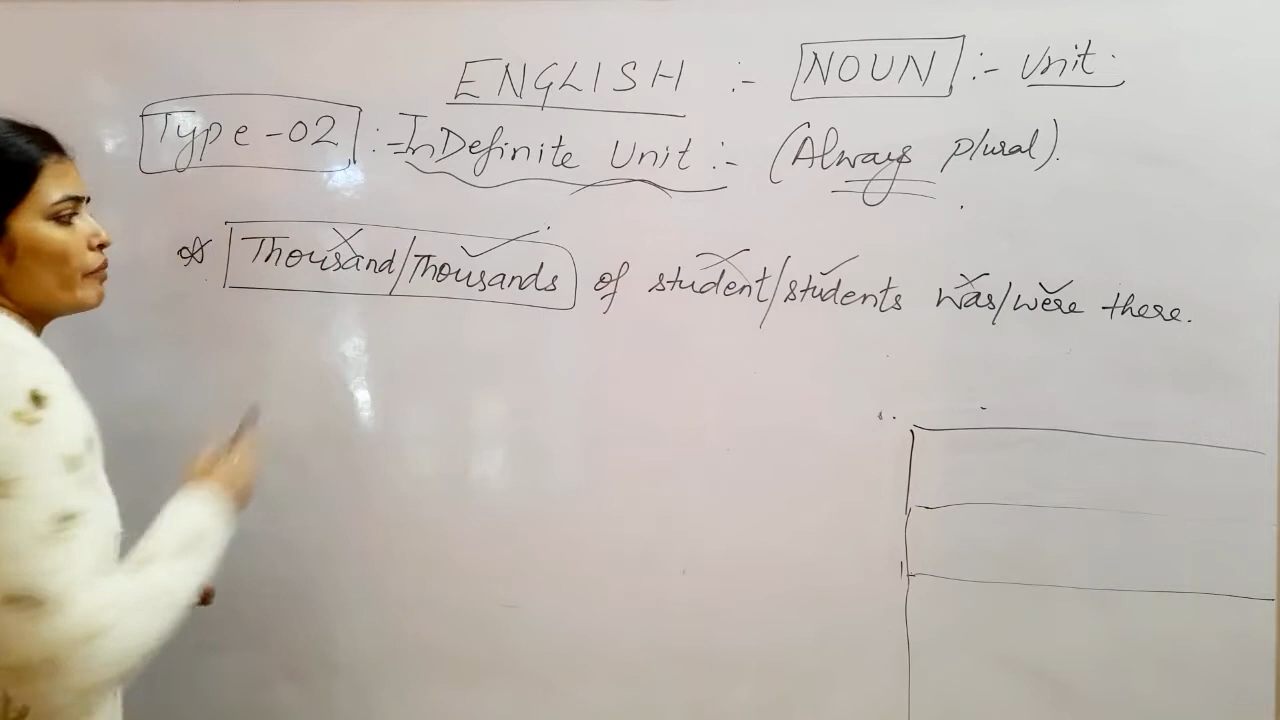 ENGLISH :- NOUN :- Unit.
Type-02 :- InDefinite Unit :- (Always plural).
Thousand/Thousands of student/students was/were there.